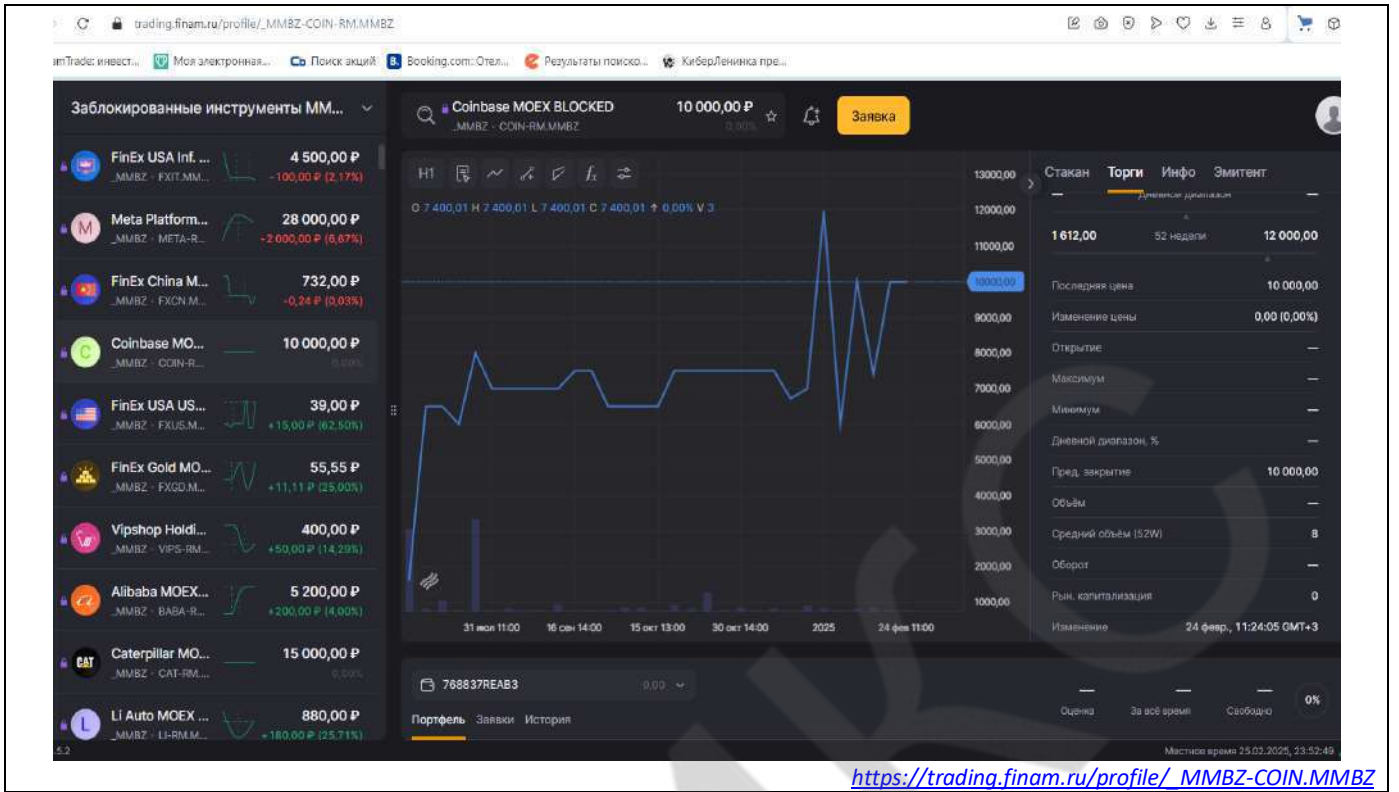 trading.finam.ru/profile/_MMBZ-COIN-RM.MMBZ
amTrade: инвест... Моя электронная... Поиск акций Booking.com: Отел... Результаты поиско... КиберЛенинка пре...
Заблокированные инструменты MM...
FinEx USA Inf. ... 4 500,00 ₽
_MMBZ · FXIT.MM... -100,00 ₽ (2,17%)
Meta Platform... 28 000,00 ₽
_MMBZ · META-R... -2 000,00 ₽ (6,67%)
FinEx China M... 732,00 ₽
_MMBZ · FXCN.M... -0,24 ₽ (0,03%)
Coinbase MO... 10 000,00 ₽
_MMBZ · COIN-R... 0,00%
FinEx USA US... 39,00 ₽
_MMBZ · FXUS.M... +15,00 ₽ (62,50%)
FinEx Gold MO... 55,55 ₽
_MMBZ · FXGD.M... +11,11 ₽ (25,00%)
Vipshop Holdi... 400,00 ₽
_MMBZ · VIPS-RM... +50,00 ₽ (14,29%)
Alibaba MOEX... 5 200,00 ₽
_MMBZ · BABA-R... +200,00 ₽ (4,00%)
CAT Caterpillar MO... 15 000,00 ₽
_MMBZ · CAT-RM.... 0,00%
Li Auto MOEX ... 880,00 ₽
_MMBZ · LI-RM.M... +180,00 ₽ (25,71%)
5.2
Coinbase MOEX BLOCKED 10 000,00 ₽
_MMBZ · COIN-RM.MMBZ 0,00%
Заявка
H1
O 7 400,01 H 7 400,01 L 7 400,01 C 7 400,01 ↑ 0,00% V 3
13000,00
12000,00
11000,00
10000,00
9000,00
8000,00
7000,00
6000,00
5000,00
4000,00
3000,00
2000,00
1000,00
31 июл 11:00 16 сен 14:00 15 окт 13:00 30 окт 14:00 2025 24 фев 11:00
Стакан Торги Инфо Эмитент
— Дневной диапазон —
1 612,00 52 недели 12 000,00
Последняя цена 10 000,00
Изменение цены 0,00 (0,00%)
Открытие —
Максимум —
Минимум —
Дневной диапазон, % —
Пред. закрытие 10 000,00
Объём —
Средний объём (52W) 8
Оборот —
Рын. капитализация 0
Изменение 24 февр., 11:24:05 GMT+3
768837REAB3 0,00
Портфель Заявки История
— — — 0%
Оценка За всё время Свободно
Местное время 25.02.2025, 23:52:49
https://trading.finam.ru/profile/_MMBZ-COIN.MMBZ